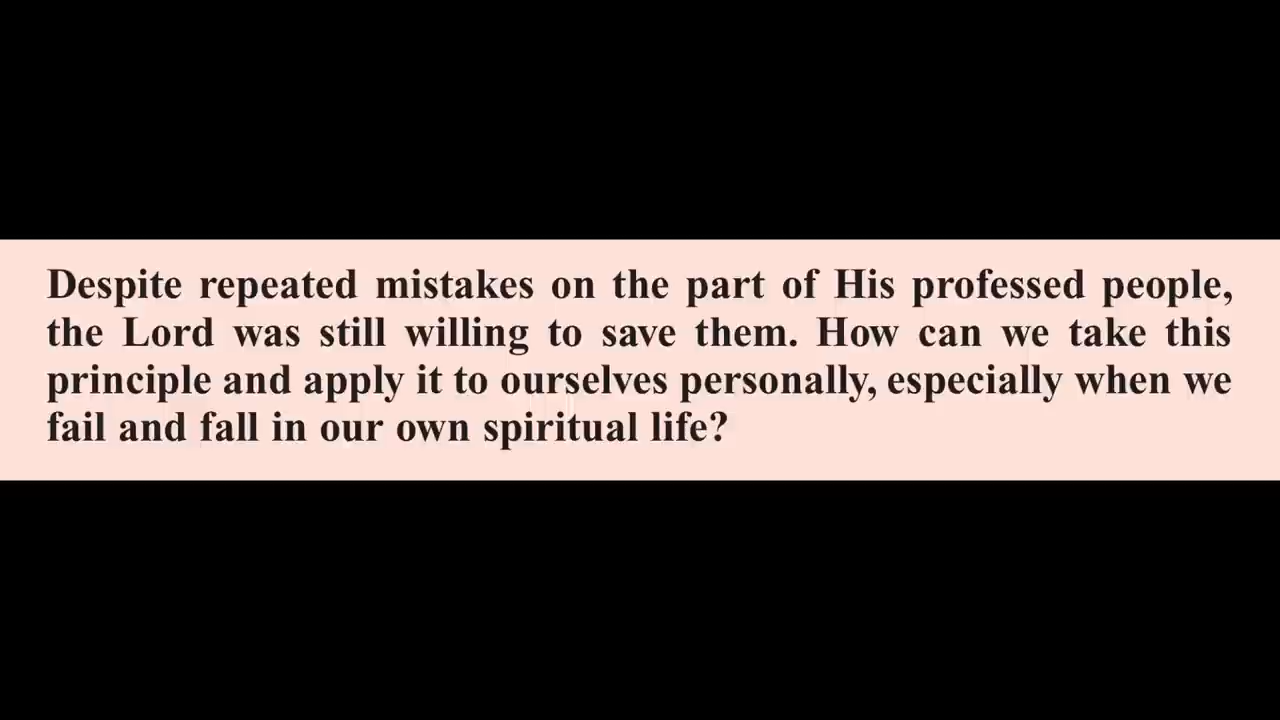 Despite repeated mistakes on the part of His professed people,
the Lord was still willing to save them. How can we take this
principle and apply it to ourselves personally, especially when we
fail and fall in our own spiritual life?